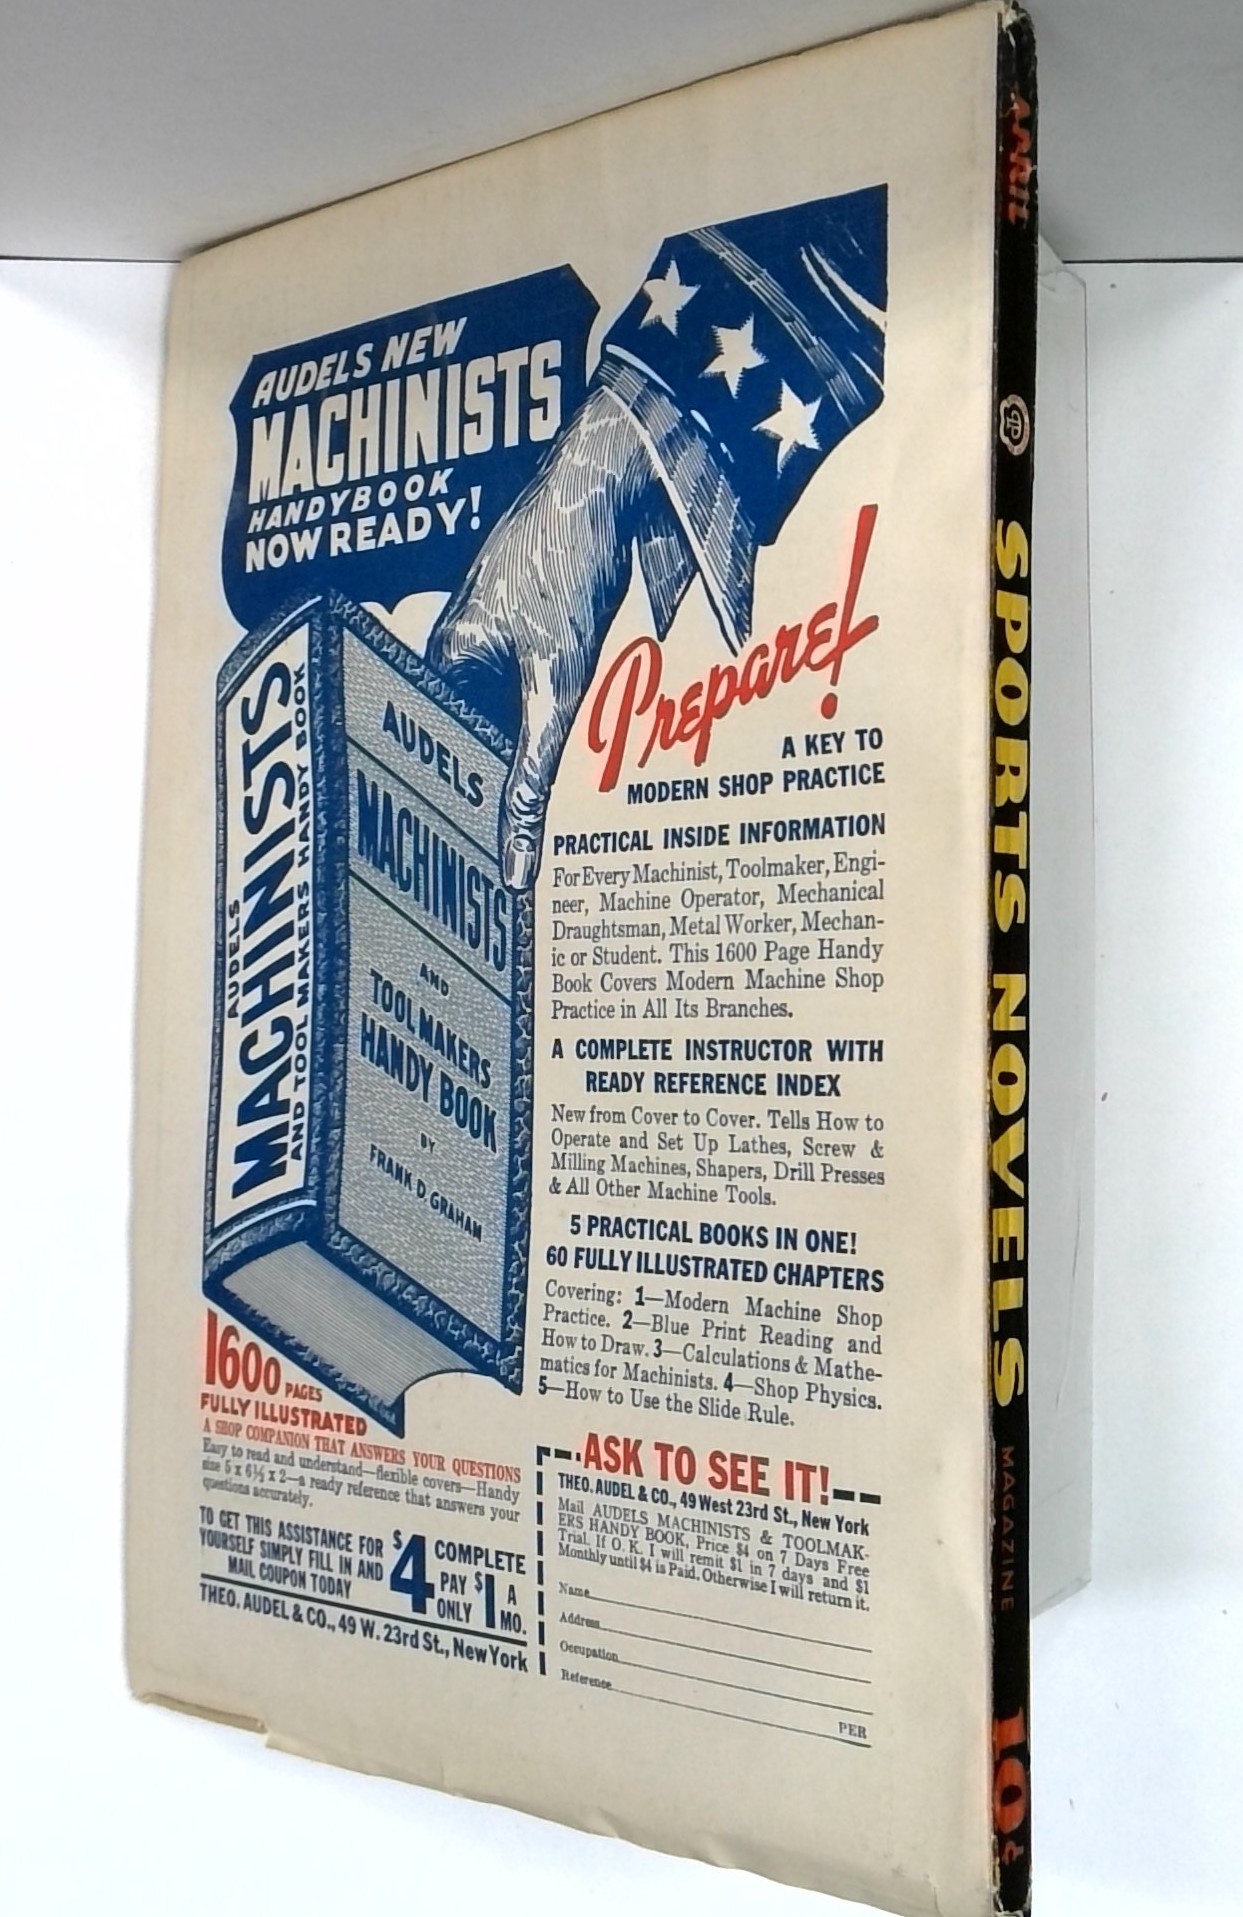 AUDELS NEW
MACHINISTS
HANDYBOOK
NOW READY!
AUDELS
MACHINISTS
AND TOOL MAKERS HANDY BOOK
AUDELS
MACHINISTS
AND
TOOL MAKERS
HANDY BOOK
BY
FRANK D GRAHAM
Prepare!
A KEY TO
MODERN SHOP PRACTICE
PRACTICAL INSIDE INFORMATION
For Every Machinist, Toolmaker, Engi-
neer, Machine Operator, Mechanical
Draughtsman, Metal Worker, Mechan-
ic or Student. This 1600 Page Handy
Book Covers Modern Machine Shop
Practice in All Its Branches.
A COMPLETE INSTRUCTOR WITH
READY REFERENCE INDEX
New from Cover to Cover. Tells How to
Operate and Set Up Lathes, Screw &
Milling Machines, Shapers, Drill Presses
& All Other Machine Tools.
5 PRACTICAL BOOKS IN ONE!
60 FULLY ILLUSTRATED CHAPTERS
Covering: 1—Modern Machine Shop
Practice. 2—Blue Print Reading and
How to Draw. 3—Calculations & Mathe-
matics for Machinists. 4—Shop Physics.
5—How to Use the Slide Rule.
1600 PAGES
FULLY ILLUSTRATED
A SHOP COMPANION THAT ANSWERS YOUR QUESTIONS
Easy to read and understand—flexible covers—Handy
size 5 x 6½ x 2—a ready reference that answers your
questions accurately.
TO GET THIS ASSISTANCE FOR
YOURSELF SIMPLY FILL IN AND
MAIL COUPON TODAY
$4 COMPLETE
PAY ONLY $1 A MO.
THEO. AUDEL & CO., 49 W. 23rd St., New York
ASK TO SEE IT!
THEO. AUDEL & CO., 49 West 23rd St., New York
Mail AUDELS MACHINISTS & TOOLMAK-
ERS HANDY BOOK, Price $4 on 7 Days Free
Trial. If O. K. I will remit $1 in 7 days and $1
Monthly until $4 is Paid. Otherwise I will return it.
Name
Address
Occupation
Reference
PER
APRIL
SPORTS NOVELS
MAGAZINE
10¢